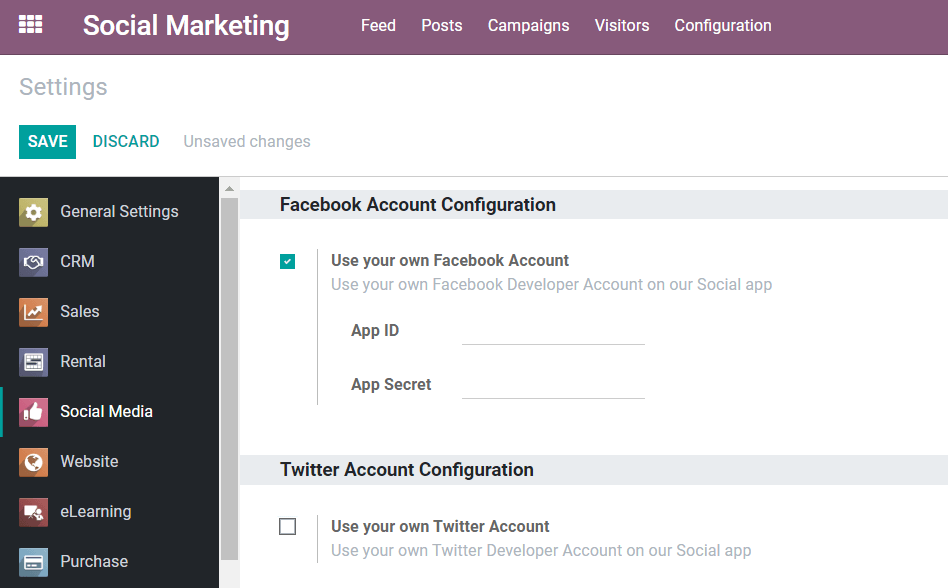 Social Marketing
Feed
Posts
Campaigns
Visitors
Configuration
Settings
SAVE
DISCARD
Unsaved changes
General Settings
CRM
Sales
Rental
Social Media
Website
eLearning
Purchase
Facebook Account Configuration
Use your own Facebook Account
Use your own Facebook Developer Account on our Social app
App ID
App Secret
Twitter Account Configuration
Use your own Twitter Account
Use your own Twitter Developer Account on our Social app